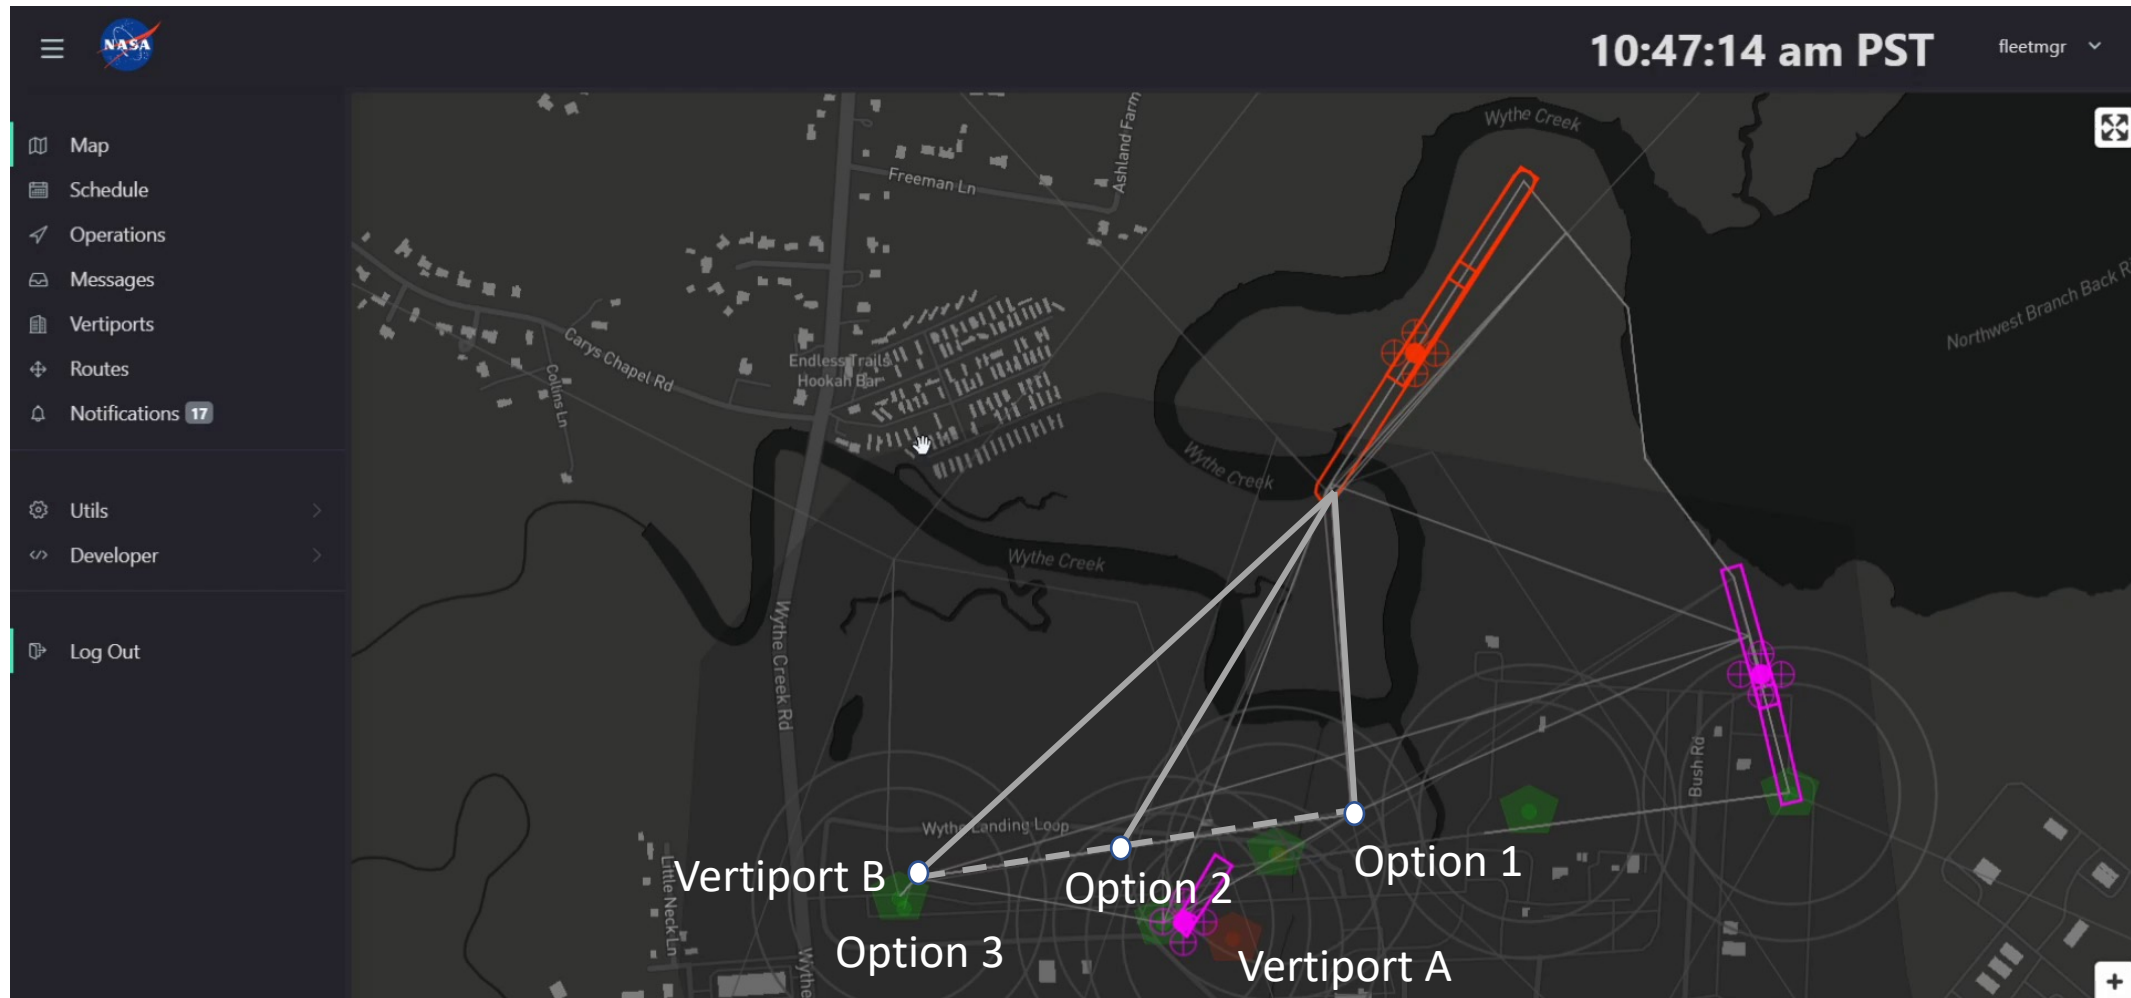 NASA
10:47:14 am PST
fleetmgr
Map
Schedule
Operations
Messages
Vertiports
Routes
Notifications 17
Utils
Developer
Log Out
Wythe Creek
Ashland Farm
Freeman Ln
Northwest Branch Back R
Carys Chapel Rd
Collins Ln
Endless Trails
Hookah Bar
Wythe Creek
Wythe Creek
Wythe Creek Rd
Bush Rd
Wythe Landing Loop
Option 1
Vertiport B
Option 2
Little Neck Ln
Option 3
Vertiport A
Wythe